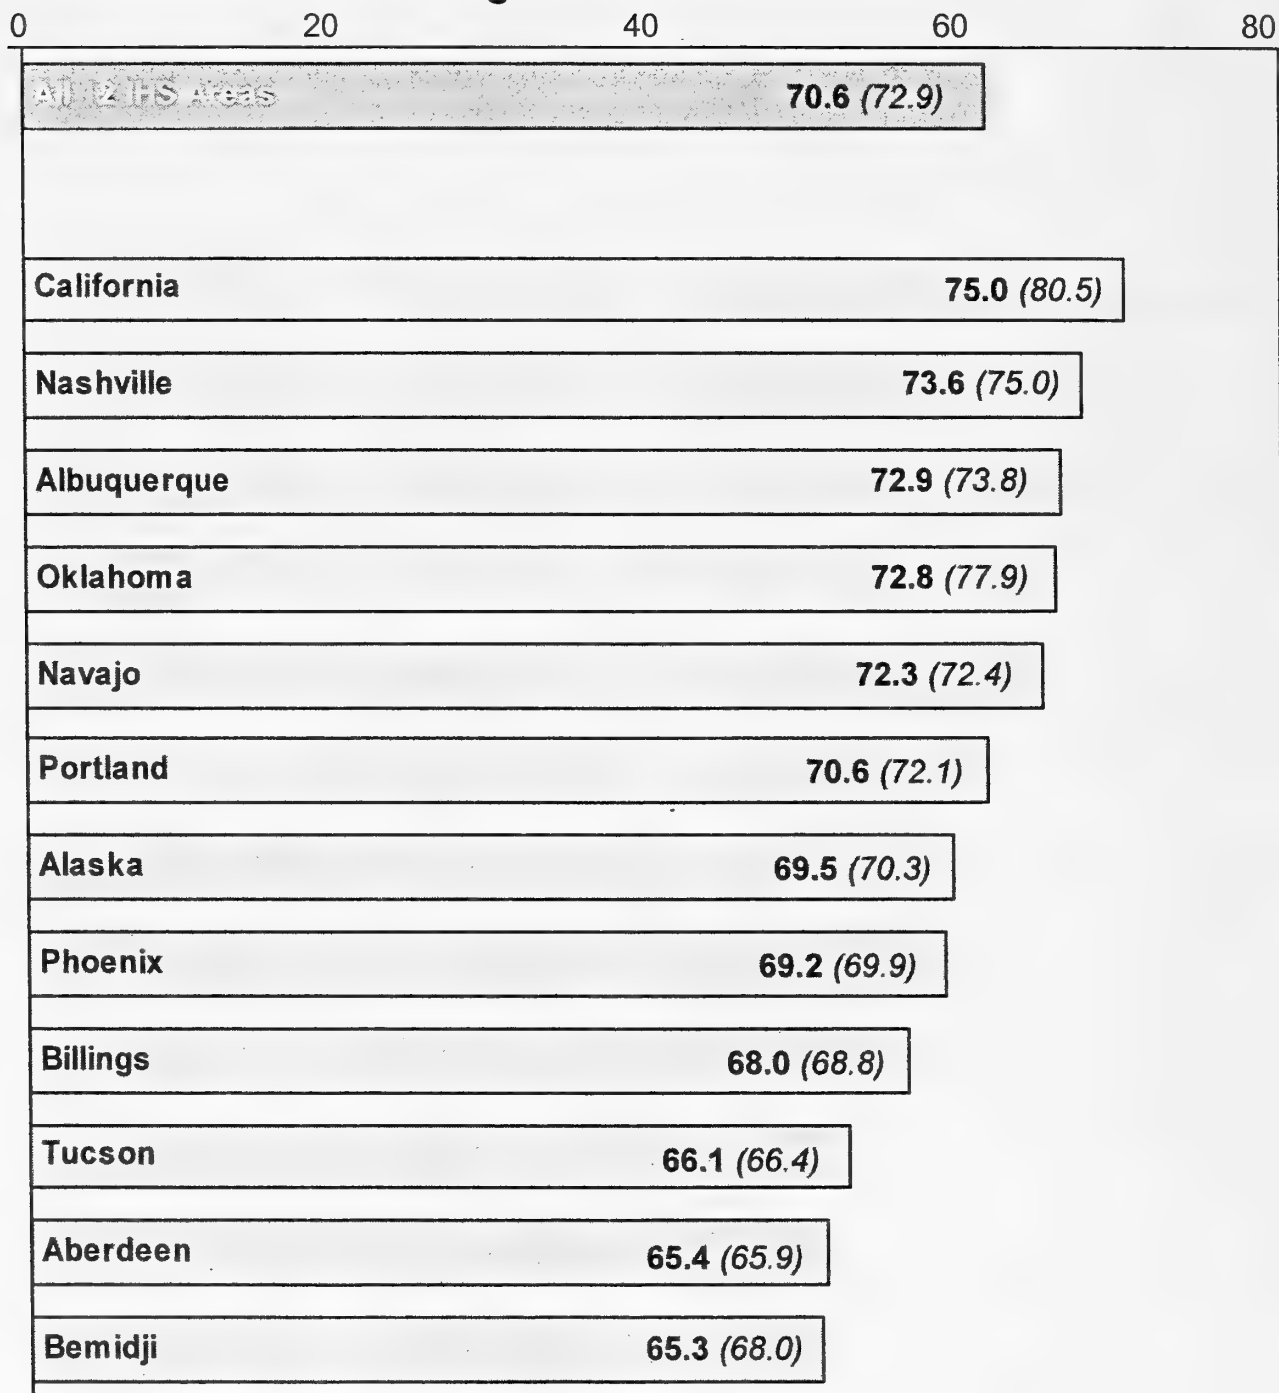 0 20 40 60 80
All 12 IHS Areas 70.6 (72.9)
California 75.0 (80.5)
Nashville 73.6 (75.0)
Albuquerque 72.9 (73.8)
Oklahoma 72.8 (77.9)
Navajo 72.3 (72.4)
Portland 70.6 (72.1)
Alaska 69.5 (70.3)
Phoenix 69.2 (69.9)
Billings 68.0 (68.8)
Tucson 66.1 (66.4)
Aberdeen 65.4 (65.9)
Bemidji 65.3 (68.0)